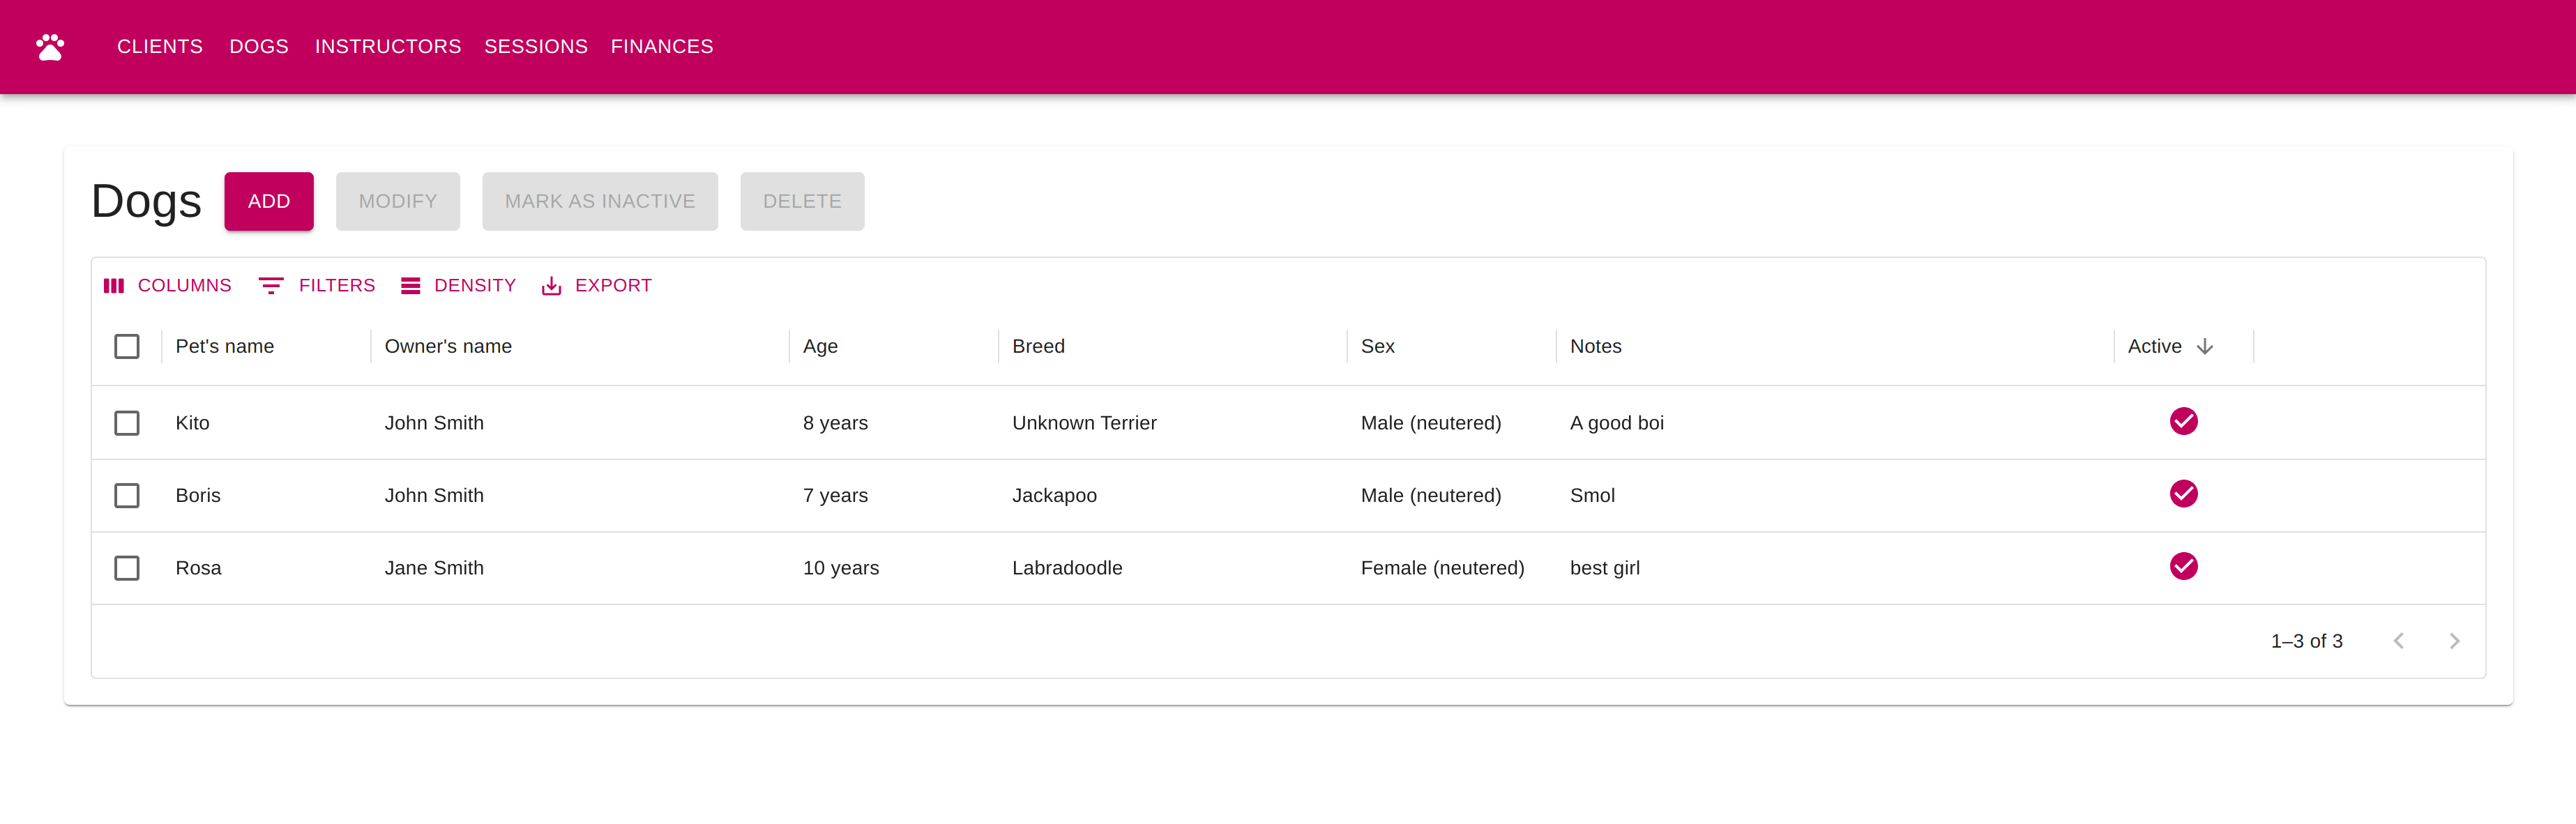 CLIENTS DOGS INSTRUCTORS SESSIONS FINANCES
Dogs ADD MODIFY MARK AS INACTIVE DELETE
COLUMNS FILTERS DENSITY EXPORT
Pet's name Owner's name Age Breed Sex Notes Active
Kito John Smith 8 years Unknown Terrier Male (neutered) A good boi
Boris John Smith 7 years Jackapoo Male (neutered) Smol
Rosa Jane Smith 10 years Labradoodle Female (neutered) best girl
1–3 of 3